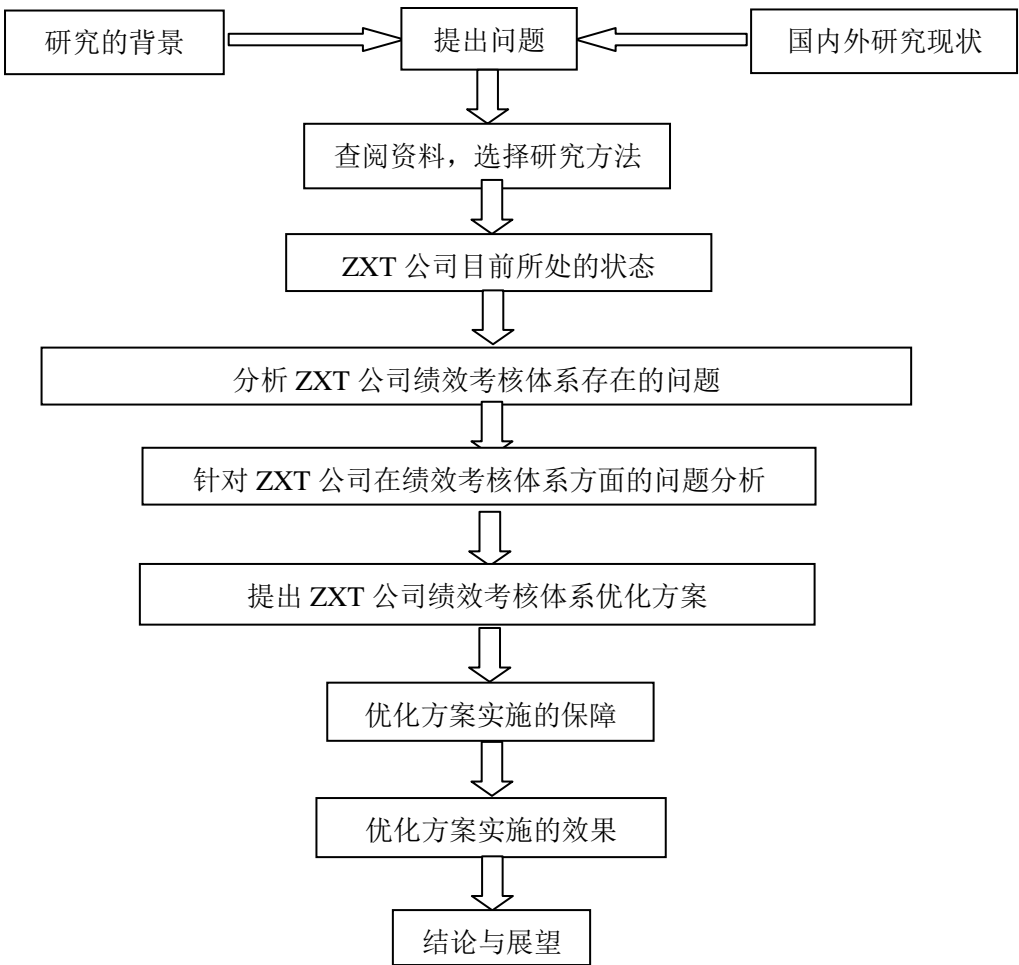 研究的背景
提出问题
国内外研究现状
查阅资料，选择研究方法
ZXT 公司目前所处的状态
分析 ZXT 公司绩效考核体系存在的问题
针对 ZXT 公司在绩效考核体系方面的问题分析
提出 ZXT 公司绩效考核体系优化方案
优化方案实施的保障
优化方案实施的效果
结论与展望